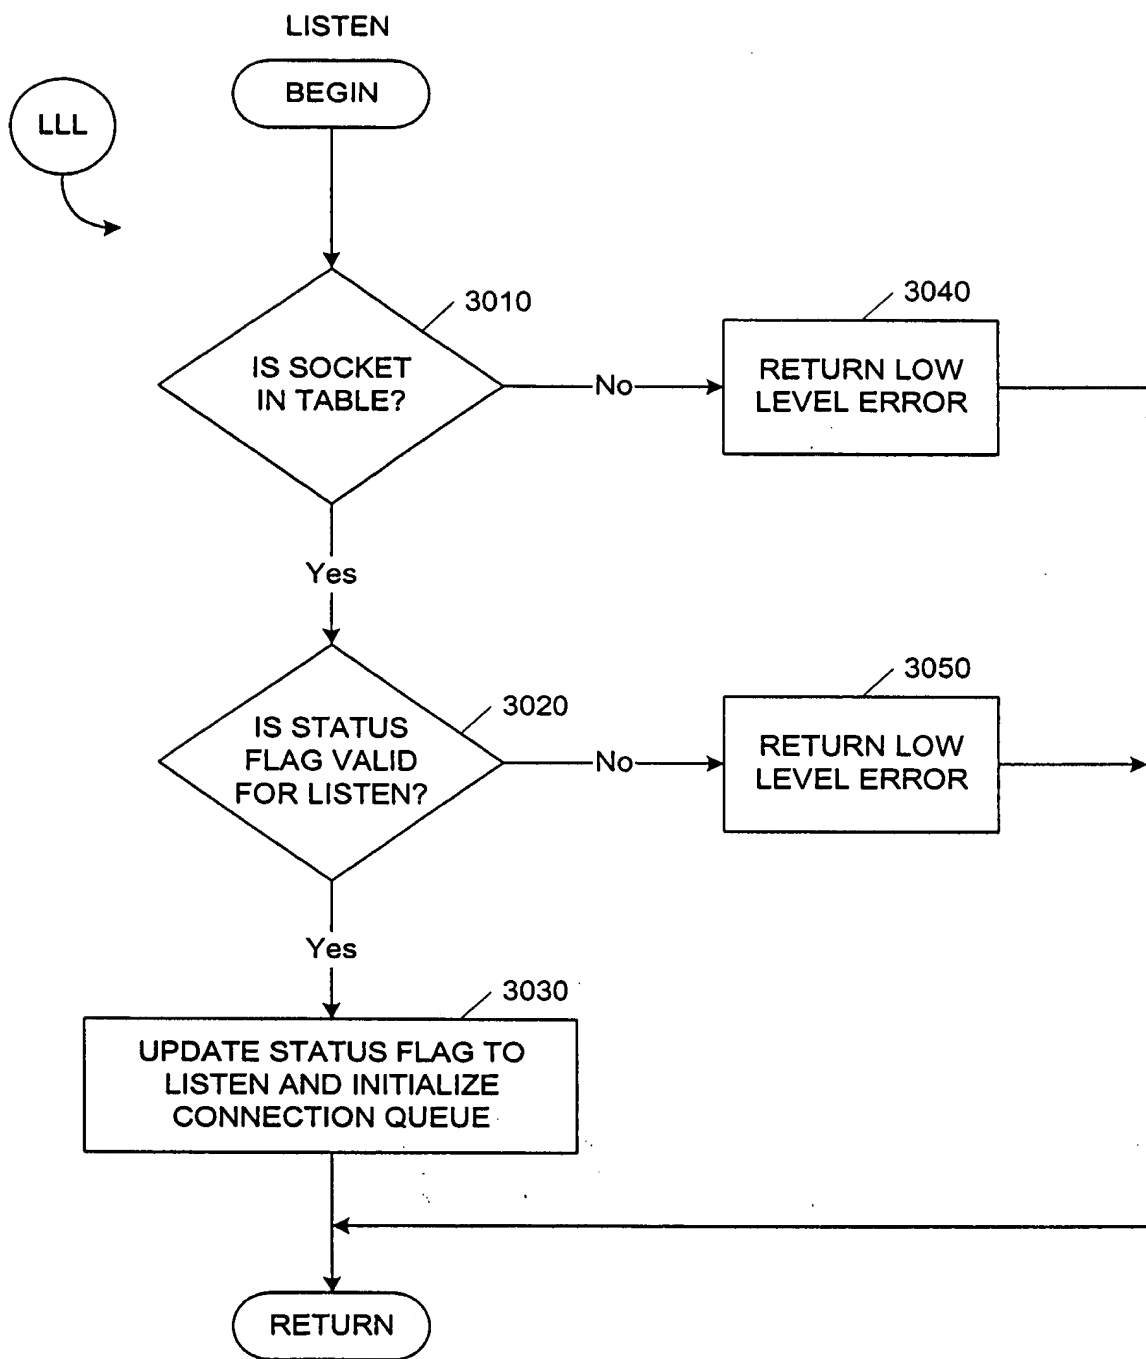 LISTEN
BEGIN
LLL
3010
IS SOCKET
IN TABLE?
No
3040
RETURN LOW
LEVEL ERROR
Yes
3020
IS STATUS
FLAG VALID
FOR LISTEN?
No
3050
RETURN LOW
LEVEL ERROR
Yes
3030
UPDATE STATUS FLAG TO
LISTEN AND INITIALIZE
CONNECTION QUEUE
RETURN